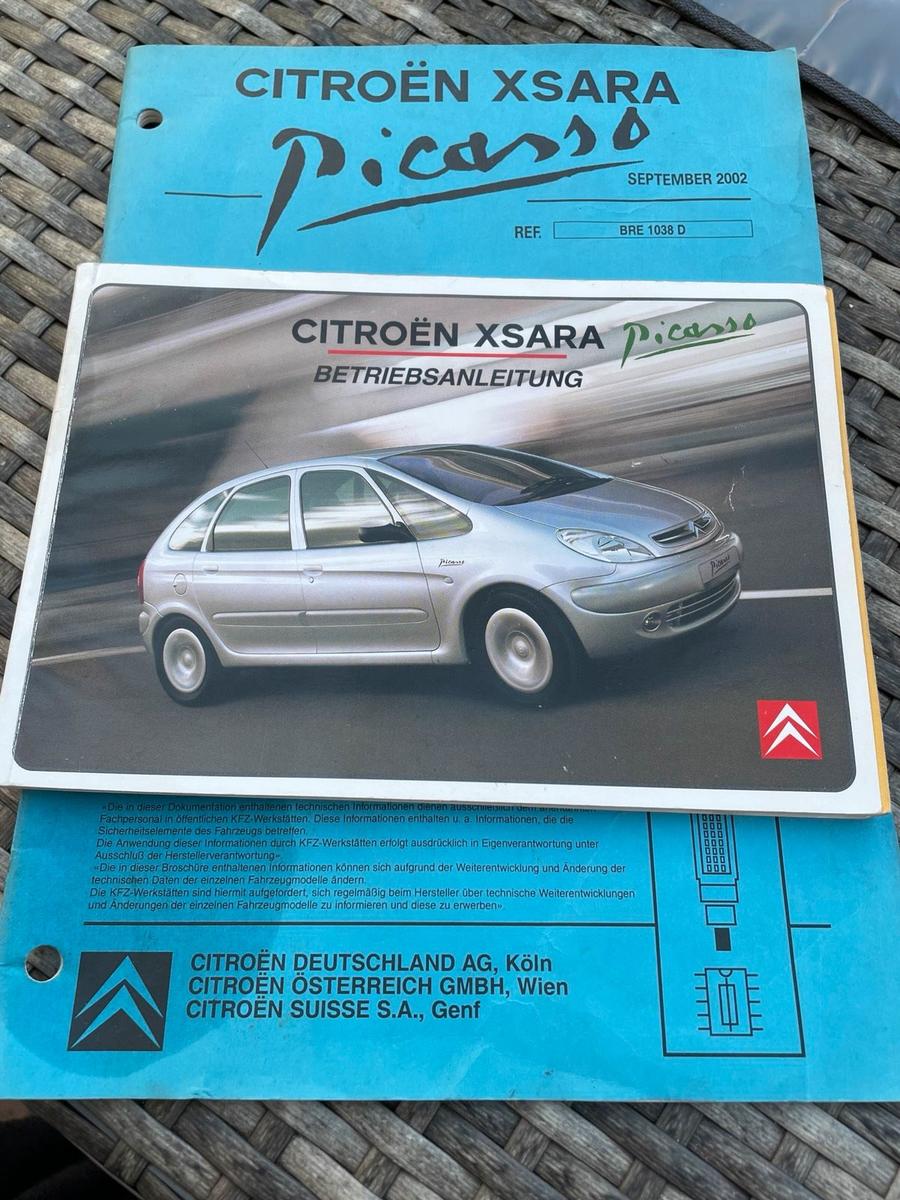 CITROËN XSARA
Picasso
SEPTEMBER 2002
REF. BRE 1038 D
CITROËN XSARA Picasso
BETRIEBSANLEITUNG
Picasso
Picasso
«Die in dieser Dokumentation enthaltenen technischen Informationen dienen ausschließlich dem
Fachpersonal in öffentlichen KFZ-Werkstätten. Diese Informationen enthalten u. a. Informationen, die die
Sicherheitselemente des Fahrzeugs betreffen.
Die Anwendung dieser Informationen durch KFZ-Werkstätten erfolgt ausdrücklich in Eigenverantwortung unter
Ausschluß der Herstellerverantwortung».
«Die in dieser Broschüre enthaltenen Informationen können sich aufgrund der Weiterentwicklung und Änderung der
technischen Daten der einzelnen Fahrzeugmodelle ändern.
Die KFZ-Werkstätten sind hiermit aufgefordert, sich regelmäßig beim Hersteller über technische Weiterentwicklungen
und Änderungen der einzelnen Fahrzeugmodelle zu informieren und diese zu erwerben».
CITROËN DEUTSCHLAND AG, Köln
CITROËN ÖSTERREICH GMBH, Wien
CITROËN SUISSE S.A., Genf